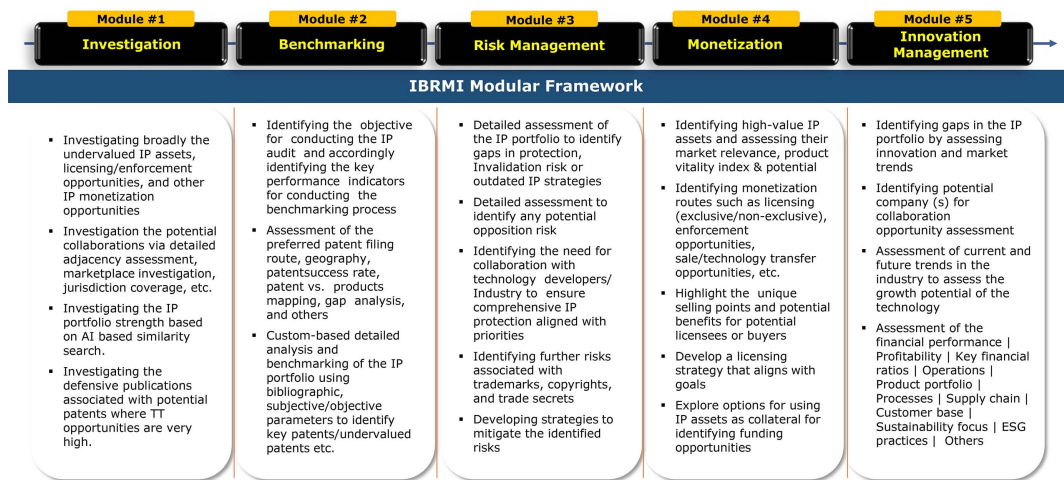 Module #1
Investigation
Module #2
Benchmarking
Module #3
Risk Management
Module #4
Monetization
Module #5
Innovation
Management
IBRMI Modular Framework
▪ Investigating broadly the
undervalued IP assets,
licensing/enforcement
opportunities, and other
IP monetization
opportunities
▪ Investigation the potential
collaborations via detailed
adjacency assessment,
marketplace investigation,
jurisdiction coverage, etc.
▪ Investigating the IP
portfolio strength based
on AI based similarity
search.
▪ Investigating the
defensive publications
associated with potential
patents where TT
opportunities are very
high.
▪ Identifying the objective
for conducting the IP
audit and accordingly
identifying the key
performance indicators
for conducting the
benchmarking process
▪ Assessment of the
preferred patent filing
route, geography,
patentsuccess rate,
patent vs. products
mapping, gap analysis,
and others
▪ Custom-based detailed
analysis and
benchmarking of the IP
portfolio using
bibliographic,
subjective/objective
parameters to identify
key patents/undervalued
patents etc.
▪ Detailed assessment of
the IP portfolio to identify
gaps in protection,
Invalidation risk or
outdated IP strategies
▪ Detailed assessment to
identify any potential
opposition risk
▪ Identifying the need for
collaboration with
technology developers/
Industry to ensure
comprehensive IP
protection aligned with
priorities
▪ Identifying further risks
associated with
trademarks, copyrights,
and trade secrets
▪ Developing strategies to
mitigate the identified
risks
▪ Identifying high-value IP
assets and assessing their
market relevance, product
vitality index & potential
▪ Identifying monetization
routes such as licensing
(exclusive/non-exclusive),
enforcement
opportunities,
sale/technology transfer
opportunities, etc.
▪ Highlight the unique
selling points and potential
benefits for potential
licensees or buyers
▪ Develop a licensing
strategy that aligns with
goals
▪ Explore options for using
IP assets as collateral for
identifying funding
opportunities
▪ Identifying gaps in the IP
portfolio by assessing
innovation and market
trends
▪ Identifying potential
company (s) for
collaboration
opportunity assessment
▪ Assessment of current and
future trends in the
industry to assess the
growth potential of the
technology
▪ Assessment of the
financial performance |
Profitability | Key financial
ratios | Operations |
Product portfolio |
Processes | Supply chain |
Customer base |
Sustainability focus | ESG
practices | Others